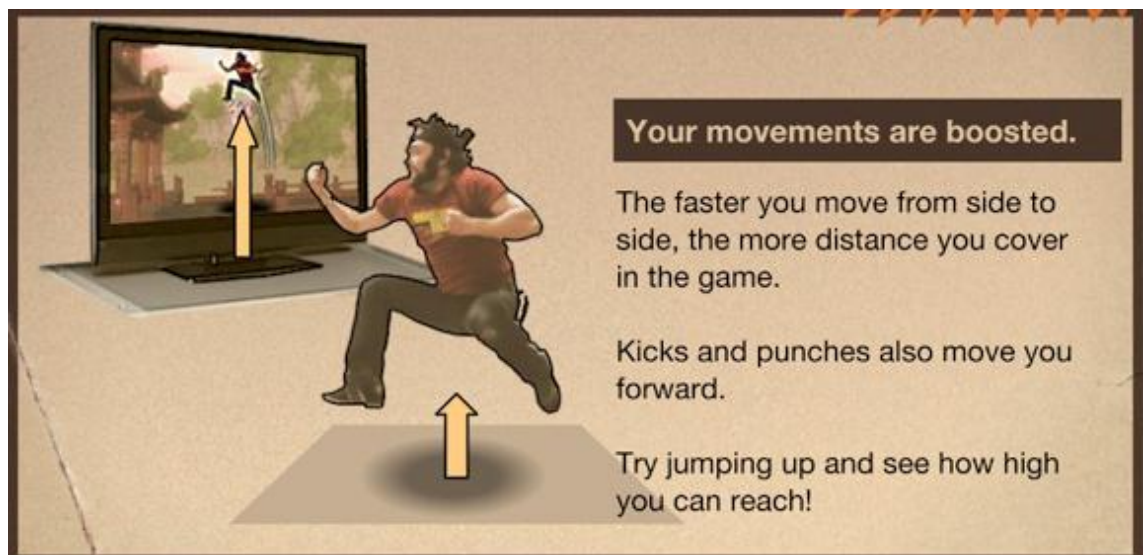 Your movements are boosted.
The faster you move from side to
side, the more distance you cover
in the game.
Kicks and punches also move you
forward.
Try jumping up and see how high
you can reach!